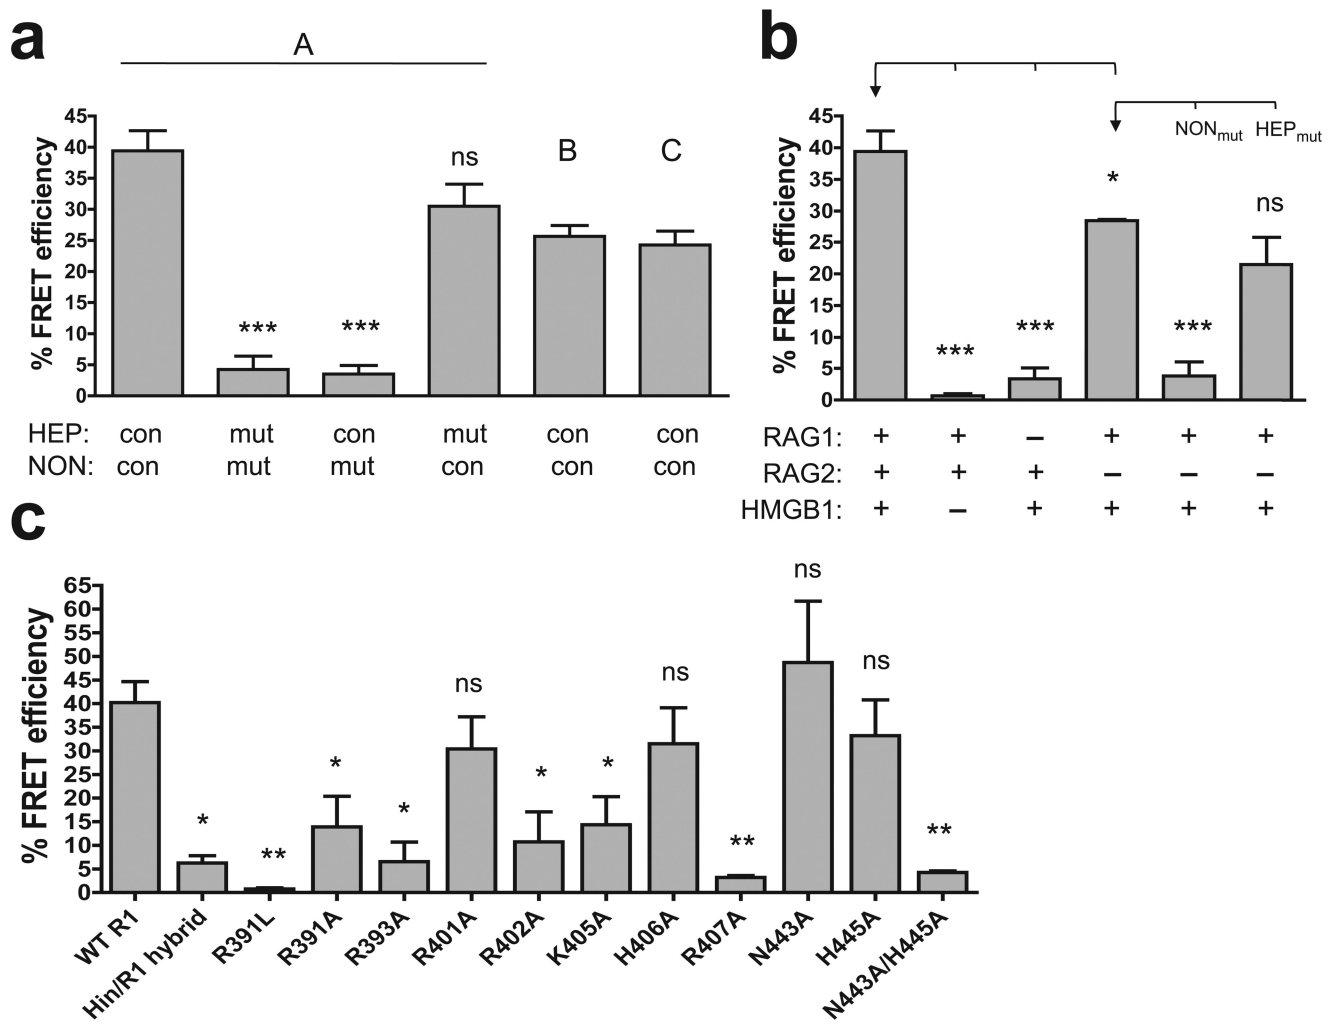 a
A
% FRET efficiency
45
40
35
30
25
20
15
10
5
0
*** *** ns B C
HEP: con mut con mut con con
NON: con mut mut con con con
b
NONmut HEPmut
% FRET efficiency
45
40
35
30
25
20
15
10
5
0
*** *** * *** ns
RAG1: + + – + + +
RAG2: + + + – – –
HMGB1: + – + + + +
c
% FRET efficiency
65
60
55
50
45
40
35
30
25
20
15
10
5
0
* ** * * ns * * ns ** ns ns **
WT R1
Hin/R1 hybrid
R391L
R391A
R393A
R401A
R402A
K405A
H406A
R407A
N443A
H445A
N443A/H445A